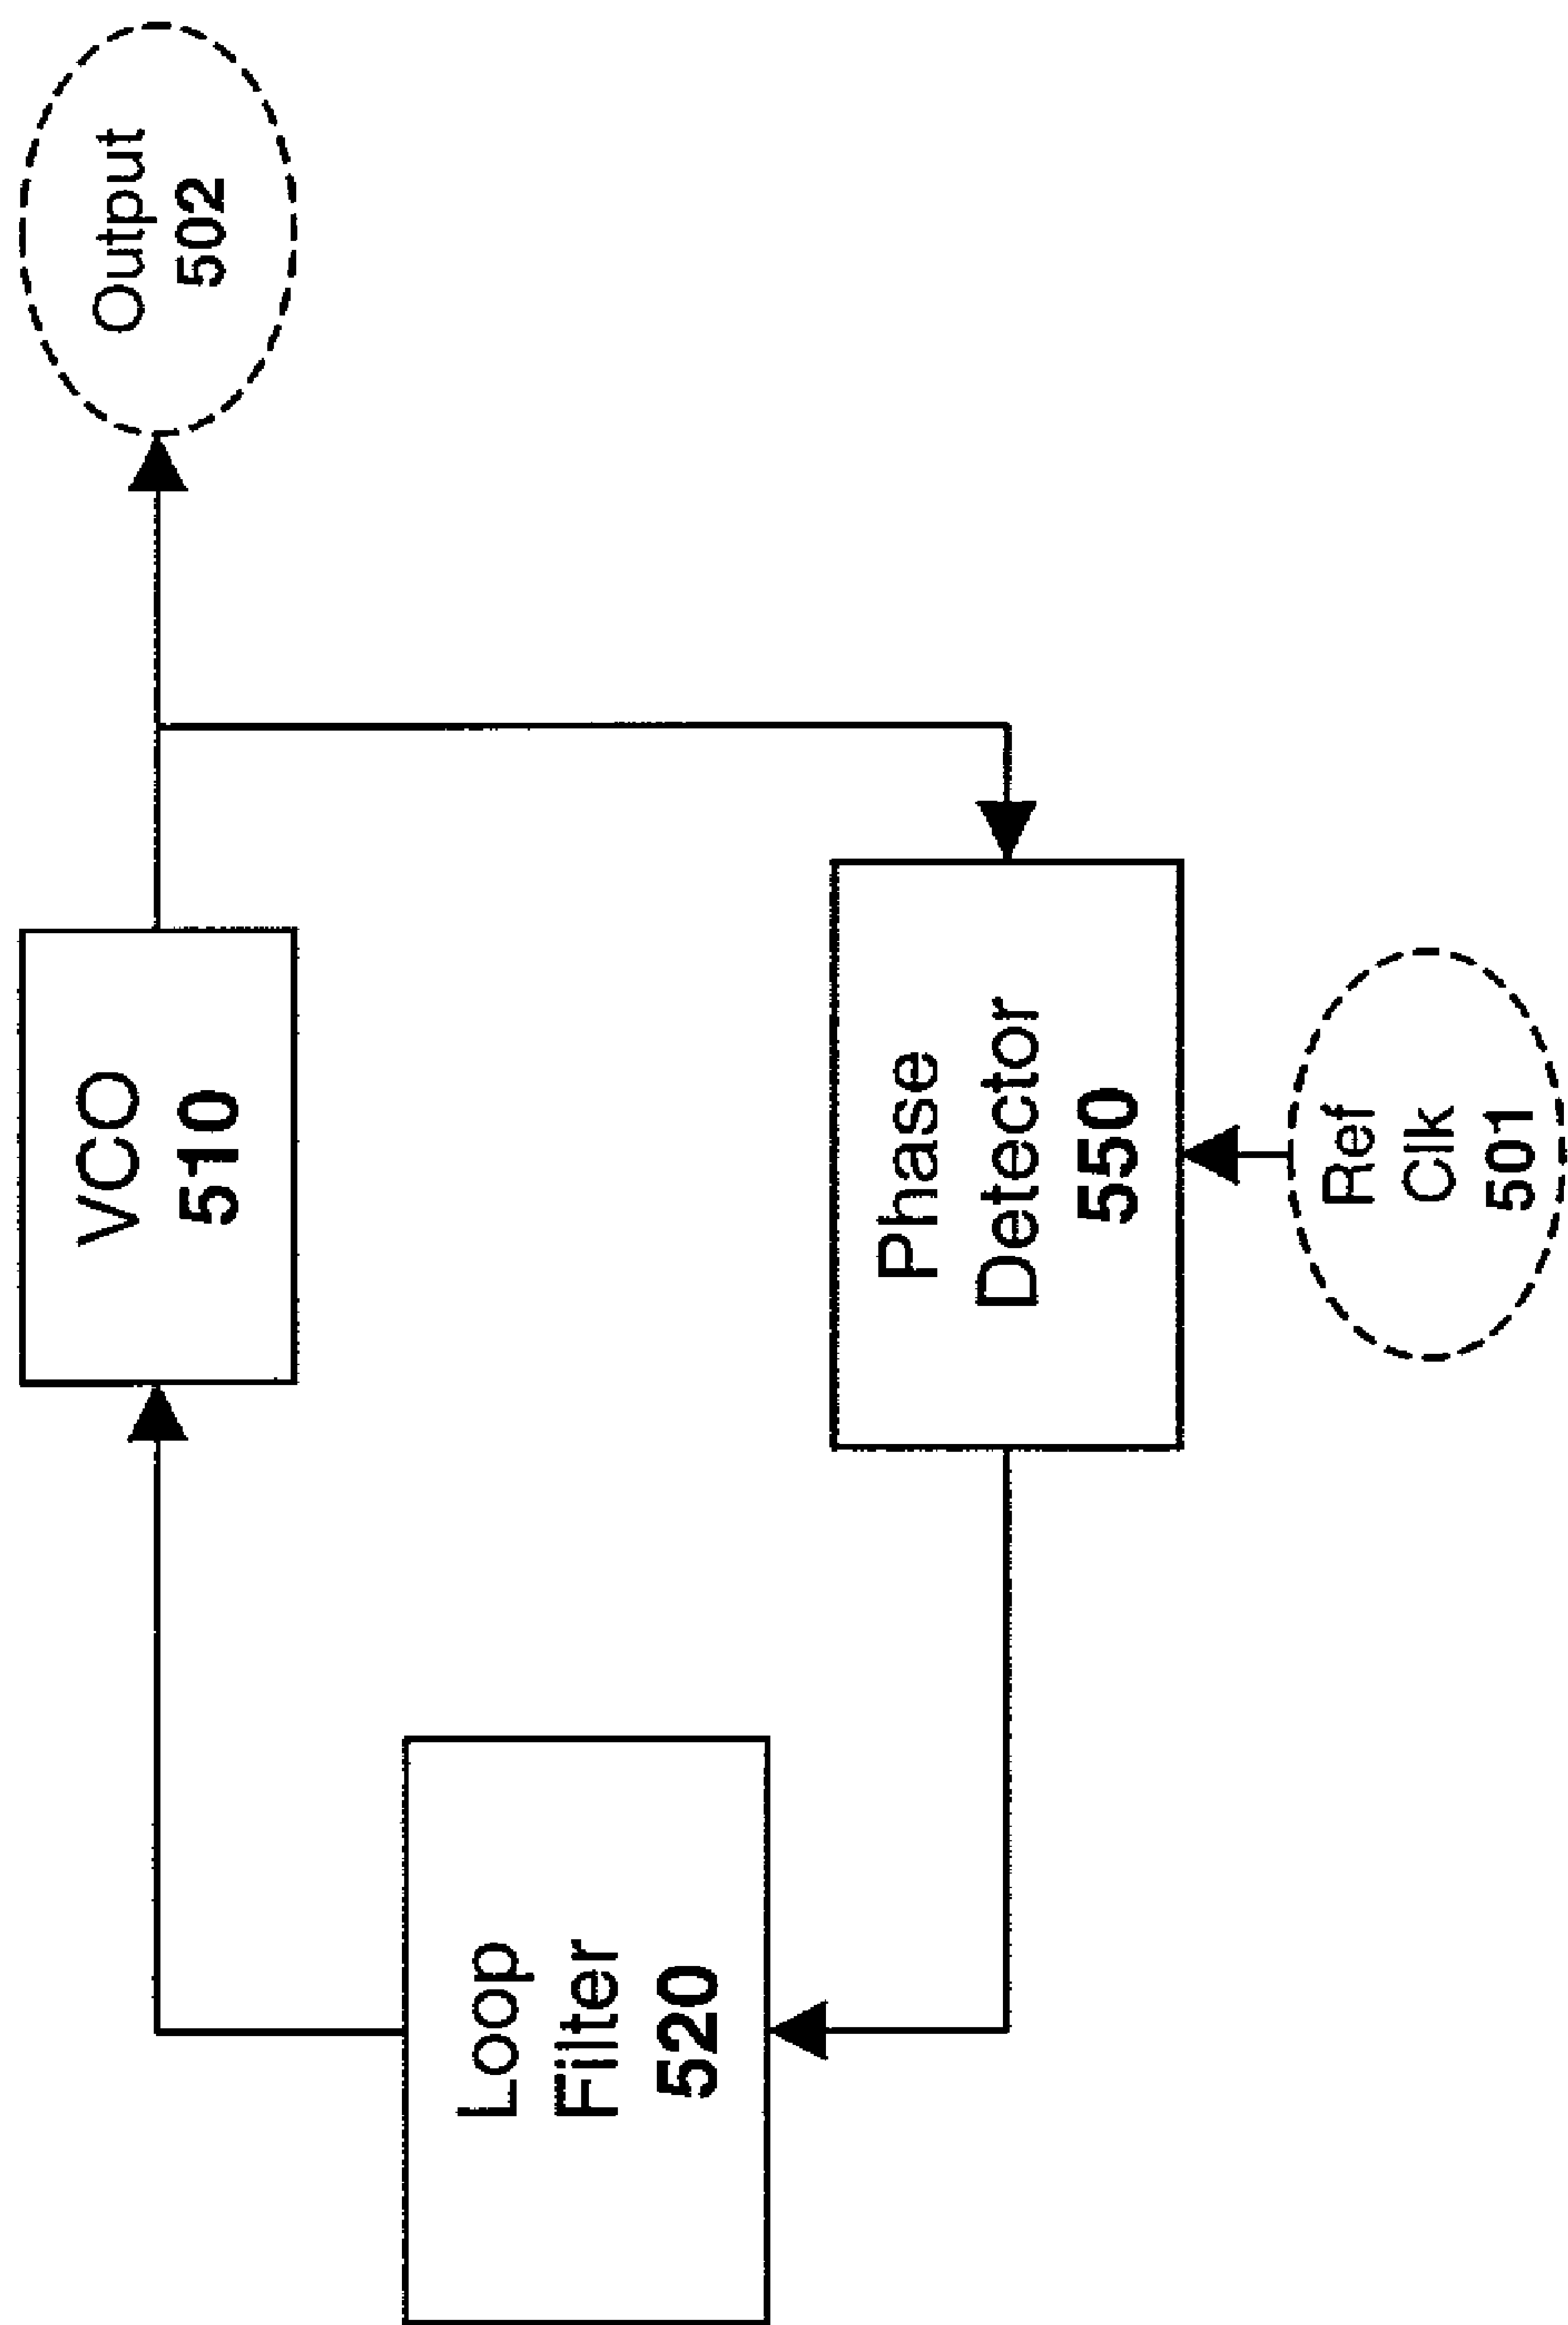 Output
502
VCO
510
Loop
Filter
520
Phase
Detector
550
Ref
Clk
501